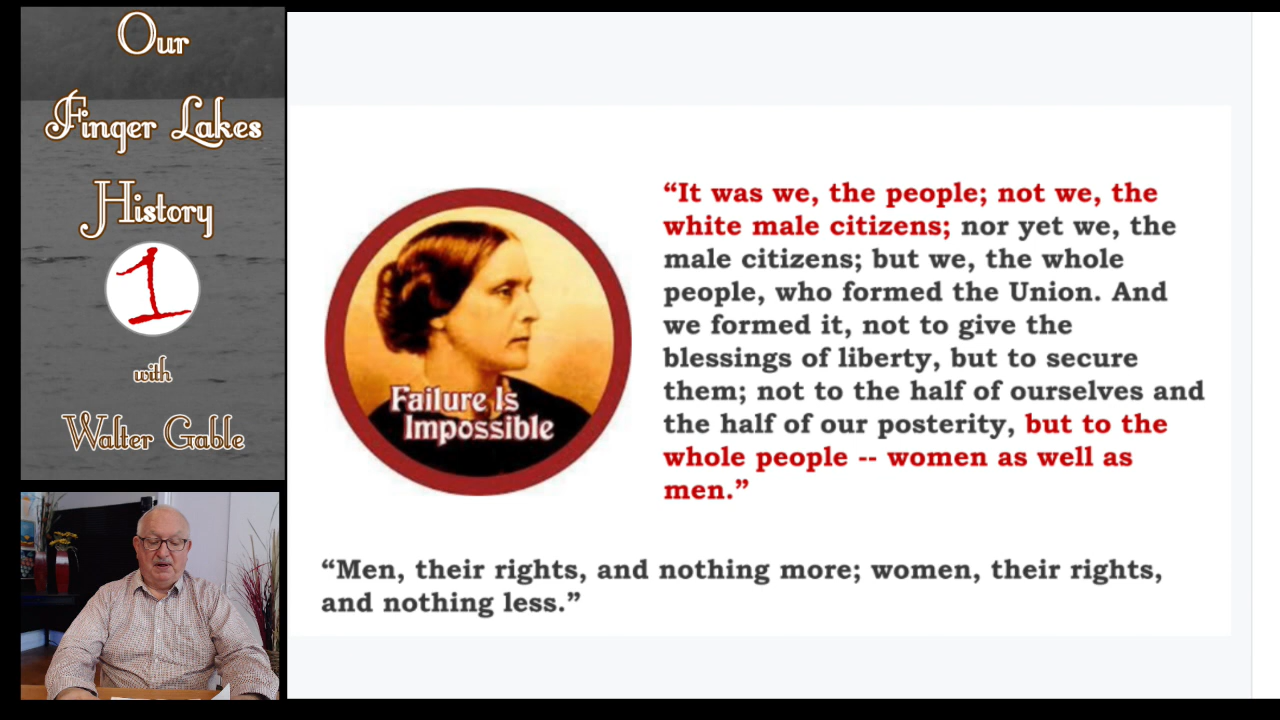 Our
Finger Lakes
History
1
with
Walter Gable
Failure Is
Impossible
“It was we, the people; not we, the
white male citizens; nor yet we, the
male citizens; but we, the whole
people, who formed the Union. And
we formed it, not to give the
blessings of liberty, but to secure
them; not to the half of ourselves and
the half of our posterity, but to the
whole people -- women as well as
men.”
“Men, their rights, and nothing more; women, their rights,
and nothing less.”